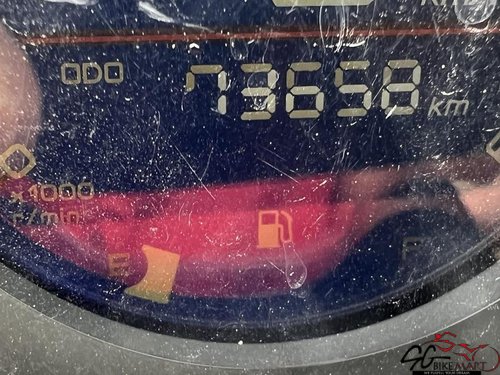 ODO 73658 km
x1000
r/min
E F
SG
BIKEMART